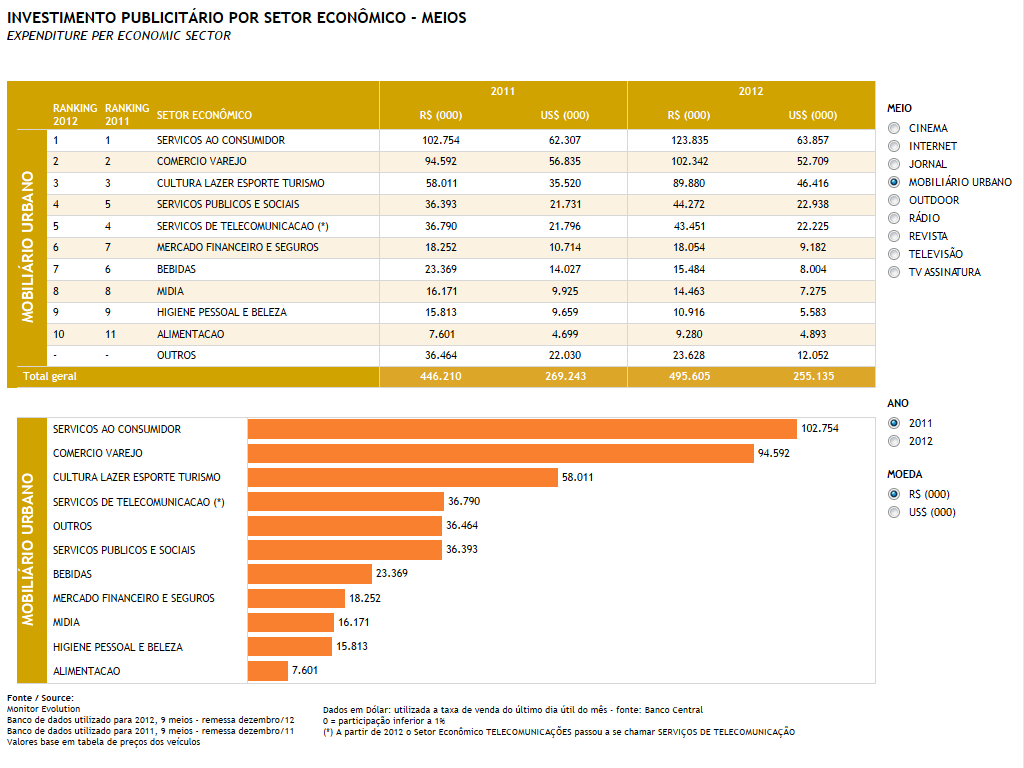 INVESTIMENTO PUBLICITÁRIO POR SETOR ECONÔMICO - MEIOS
EXPENDITURE PER ECONOMIC SECTOR
2011 2012
RANKING 2012 RANKING 2011 SETOR ECONÔMICO R$ (000) US$ (000) R$ (000) US$ (000)
MOBILIÁRIO URBANO
1 1 SERVICOS AO CONSUMIDOR 102.754 62.307 123.835 63.857
2 2 COMERCIO VAREJO 94.592 56.835 102.342 52.709
3 3 CULTURA LAZER ESPORTE TURISMO 58.011 35.520 89.880 46.416
4 5 SERVICOS PUBLICOS E SOCIAIS 36.393 21.731 44.272 22.938
5 4 SERVICOS DE TELECOMUNICACAO (*) 36.790 21.796 43.451 22.225
6 7 MERCADO FINANCEIRO E SEGUROS 18.252 10.714 18.054 9.182
7 6 BEBIDAS 23.369 14.027 15.484 8.004
8 8 MIDIA 16.171 9.925 14.463 7.275
9 9 HIGIENE PESSOAL E BELEZA 15.813 9.659 10.916 5.583
10 11 ALIMENTACAO 7.601 4.699 9.280 4.893
- - OUTROS 36.464 22.030 23.628 12.052
Total geral 446.210 269.243 495.605 255.135
MEIO
CINEMA
INTERNET
JORNAL
MOBILIÁRIO URBANO
OUTDOOR
RÁDIO
REVISTA
TELEVISÃO
TV ASSINATURA
MOBILIÁRIO URBANO
SERVICOS AO CONSUMIDOR 102.754
COMERCIO VAREJO 94.592
CULTURA LAZER ESPORTE TURISMO 58.011
SERVICOS DE TELECOMUNICACAO (*) 36.790
OUTROS 36.464
SERVICOS PUBLICOS E SOCIAIS 36.393
BEBIDAS 23.369
MERCADO FINANCEIRO E SEGUROS 18.252
MIDIA 16.171
HIGIENE PESSOAL E BELEZA 15.813
ALIMENTACAO 7.601
ANO
2011
2012
MOEDA
R$ (000)
US$ (000)
Fonte / Source:
Monitor Evolution
Banco de dados utilizado para 2012, 9 meios - remessa dezembro/12
Banco de dados utilizado para 2011, 9 meios - remessa dezembro/11
Valores base em tabela de preços dos veículos
Dados em Dólar: utilizada a taxa de venda do último dia útil do mês - fonte: Banco Central
0 = participação inferior a 1%
(*) A partir de 2012 o Setor Econômico TELECOMUNICAÇÕES passou a se chamar SERVIÇOS DE TELECOMUNICAÇÃO